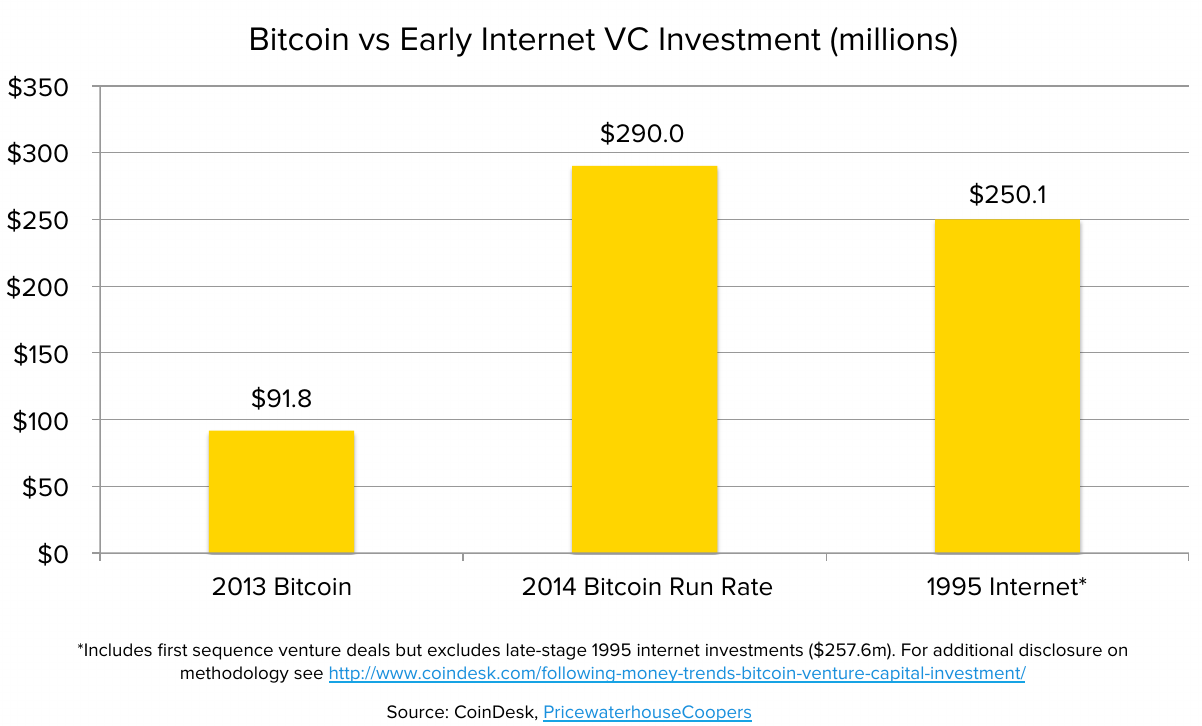 Bitcoin vs Early Internet VC Investment (millions)
$350
$300
$250
$200
$150
$100
$50
$0
$91.8
$290.0
$250.1
2013 Bitcoin
2014 Bitcoin Run Rate
1995 Internet*
*Includes first sequence venture deals but excludes late-stage 1995 internet investments ($257.6m). For additional disclosure on
methodology see http://www.coindesk.com/following-money-trends-bitcoin-venture-capital-investment/
Source: CoinDesk, PricewaterhouseCoopers